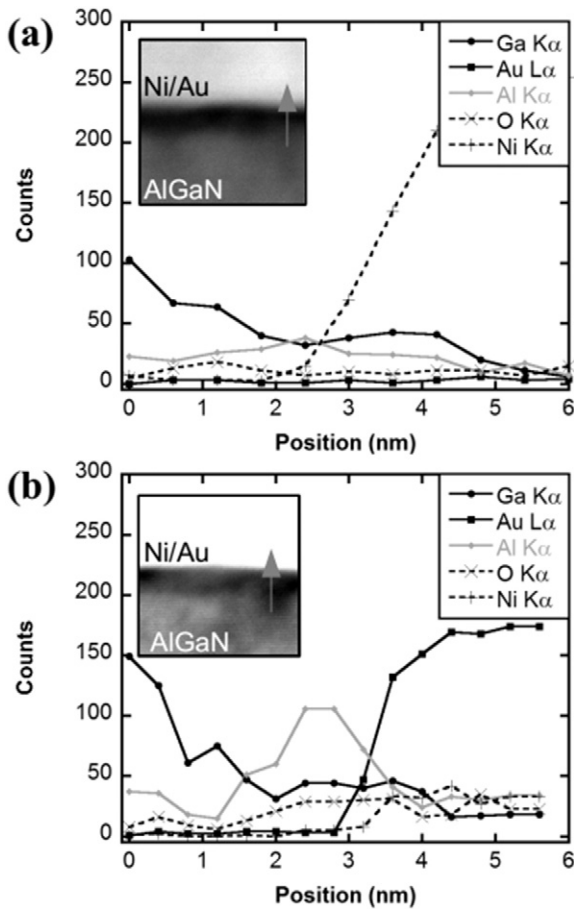 (a)
300
250
200
150
100
50
0
Counts
Ni/Au
AlGaN
Ga Kα
Au Lα
Al Kα
O Kα
Ni Kα
0 1 2 3 4 5 6
Position (nm)
(b)
300
250
200
150
100
50
0
Counts
Ni/Au
AlGaN
Ga Kα
Au Lα
Al Kα
O Kα
Ni Kα
0 1 2 3 4 5 6
Position (nm)